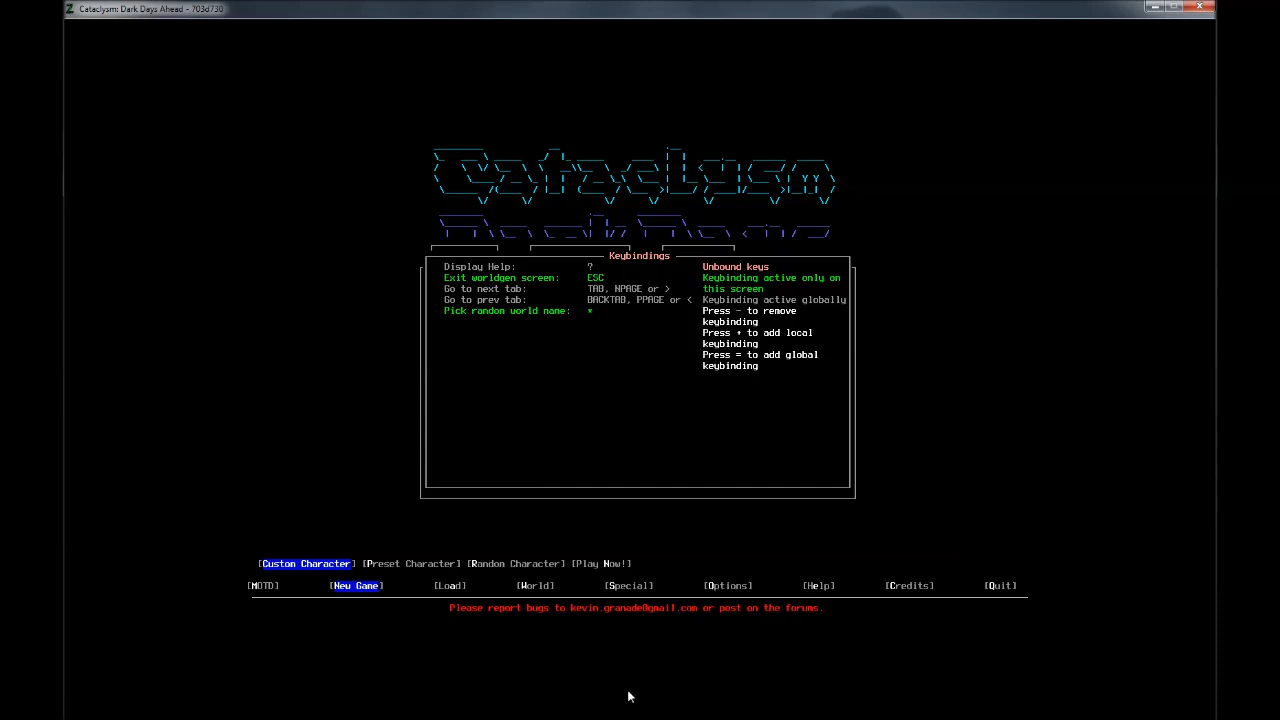 Cataclysm: Dark Days Ahead - 703d730
Cataclysm
Keybindings
Display Help: ?
Exit worldgen screen: ESC
Go to next tab: TAB, NPAGE or >
Go to prev tab: BACKTAB, PPAGE or <
Pick random world name: *
Unbound keys
Keybinding active only on
this screen
Keybinding active globally
Press - to remove
keybinding
Press + to add local
keybinding
Press = to add global
keybinding
[Custom Character] [Preset Character] [Random Character] [Play Now!]
[MOTD] [New Game] [Load] [World] [Special] [Options] [Help] [Credits] [Quit]
Please report bugs to kevin.granade@gmail.com or post on the forums.